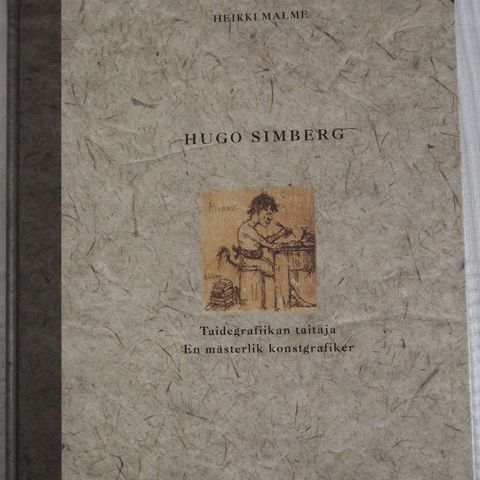 HEIKKI MALME
HUGO SIMBERG
Taidegrafiikan taitaja
En mästerlik konstgrafiker